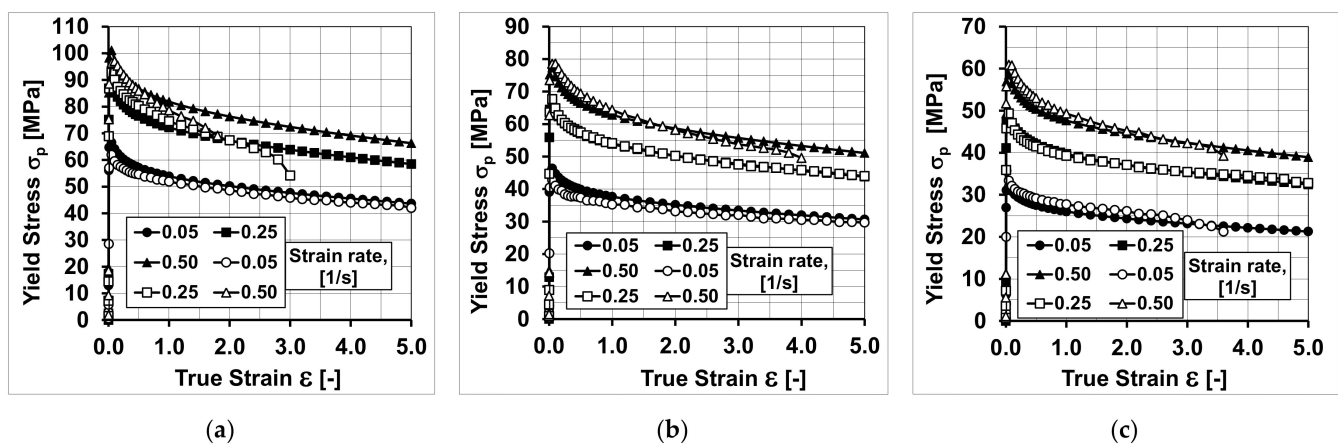 110
100
90
80
70
60
50
40
30
20
10
0
Yield Stress σp [MPa]
0.05 0.25
0.50 0.05
0.25 0.50
Strain rate,
[1/s]
0.0 1.0 2.0 3.0 4.0 5.0
True Strain ε [-]
(a)
90
80
70
60
50
40
30
20
10
0
Yield Stress σp [MPa]
0.05 0.25
0.50 0.05
0.25 0.50
Strain rate,
[1/s]
0.0 1.0 2.0 3.0 4.0 5.0
True Strain ε [-]
(b)
70
60
50
40
30
20
10
0
Yield Stress σp [MPa]
0.05 0.25
0.50 0.05
0.25 0.50
Strain rate,
[1/s]
0.0 1.0 2.0 3.0 4.0 5.0
True Strain ε [-]
(c)